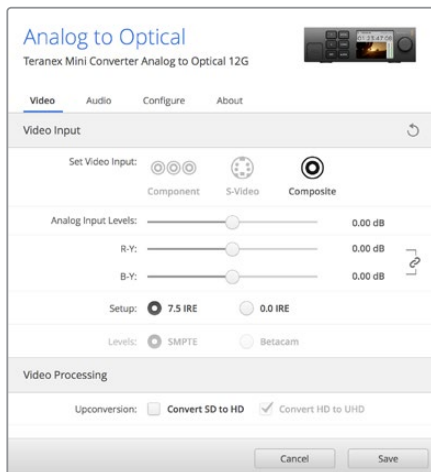 Analog to Optical
Teranex Mini Converter Analog to Optical 12G
Video Audio Configure About
Video Input
Set Video Input:
Component S-Video Composite
Analog Input Levels: 0.00 dB
R-Y: 0.00 dB
B-Y: 0.00 dB
Setup: 7.5 IRE 0.0 IRE
Levels: SMPTE Betacam
Video Processing
Upconversion: Convert SD to HD Convert HD to UHD
Cancel Save